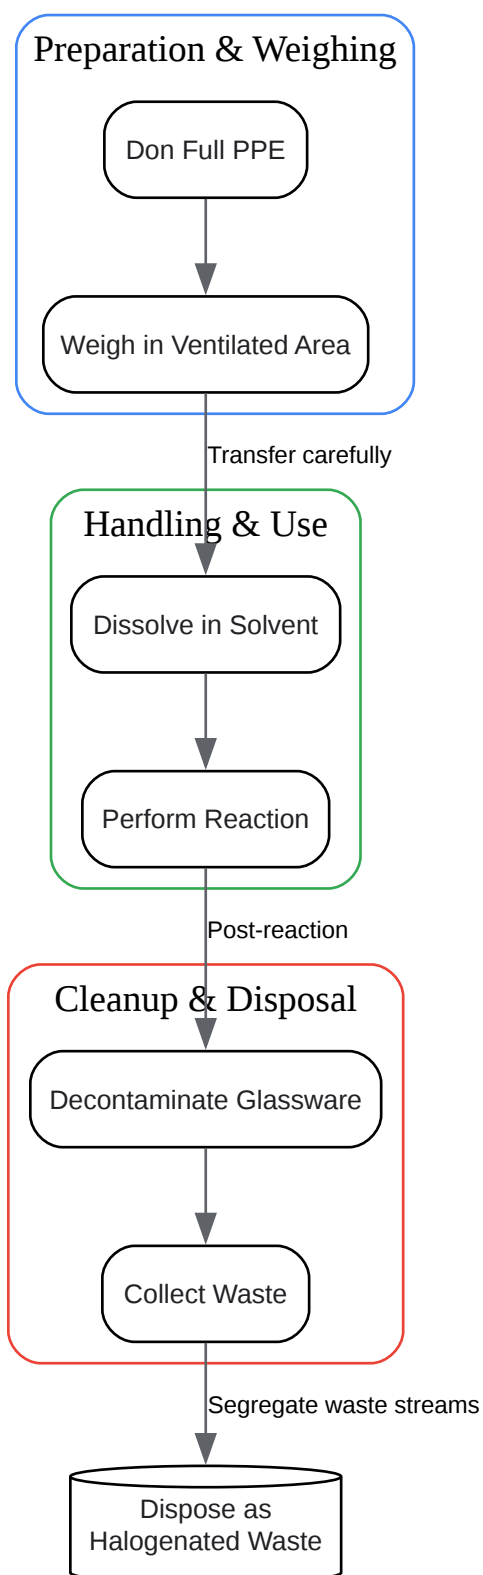 Preparation & Weighing
Don Full PPE
Weigh in Ventilated Area
Transfer carefully
Handling & Use
Dissolve in Solvent
Perform Reaction
Post-reaction
Cleanup & Disposal
Decontaminate Glassware
Collect Waste
Segregate waste streams
Dispose as
Halogenated Waste